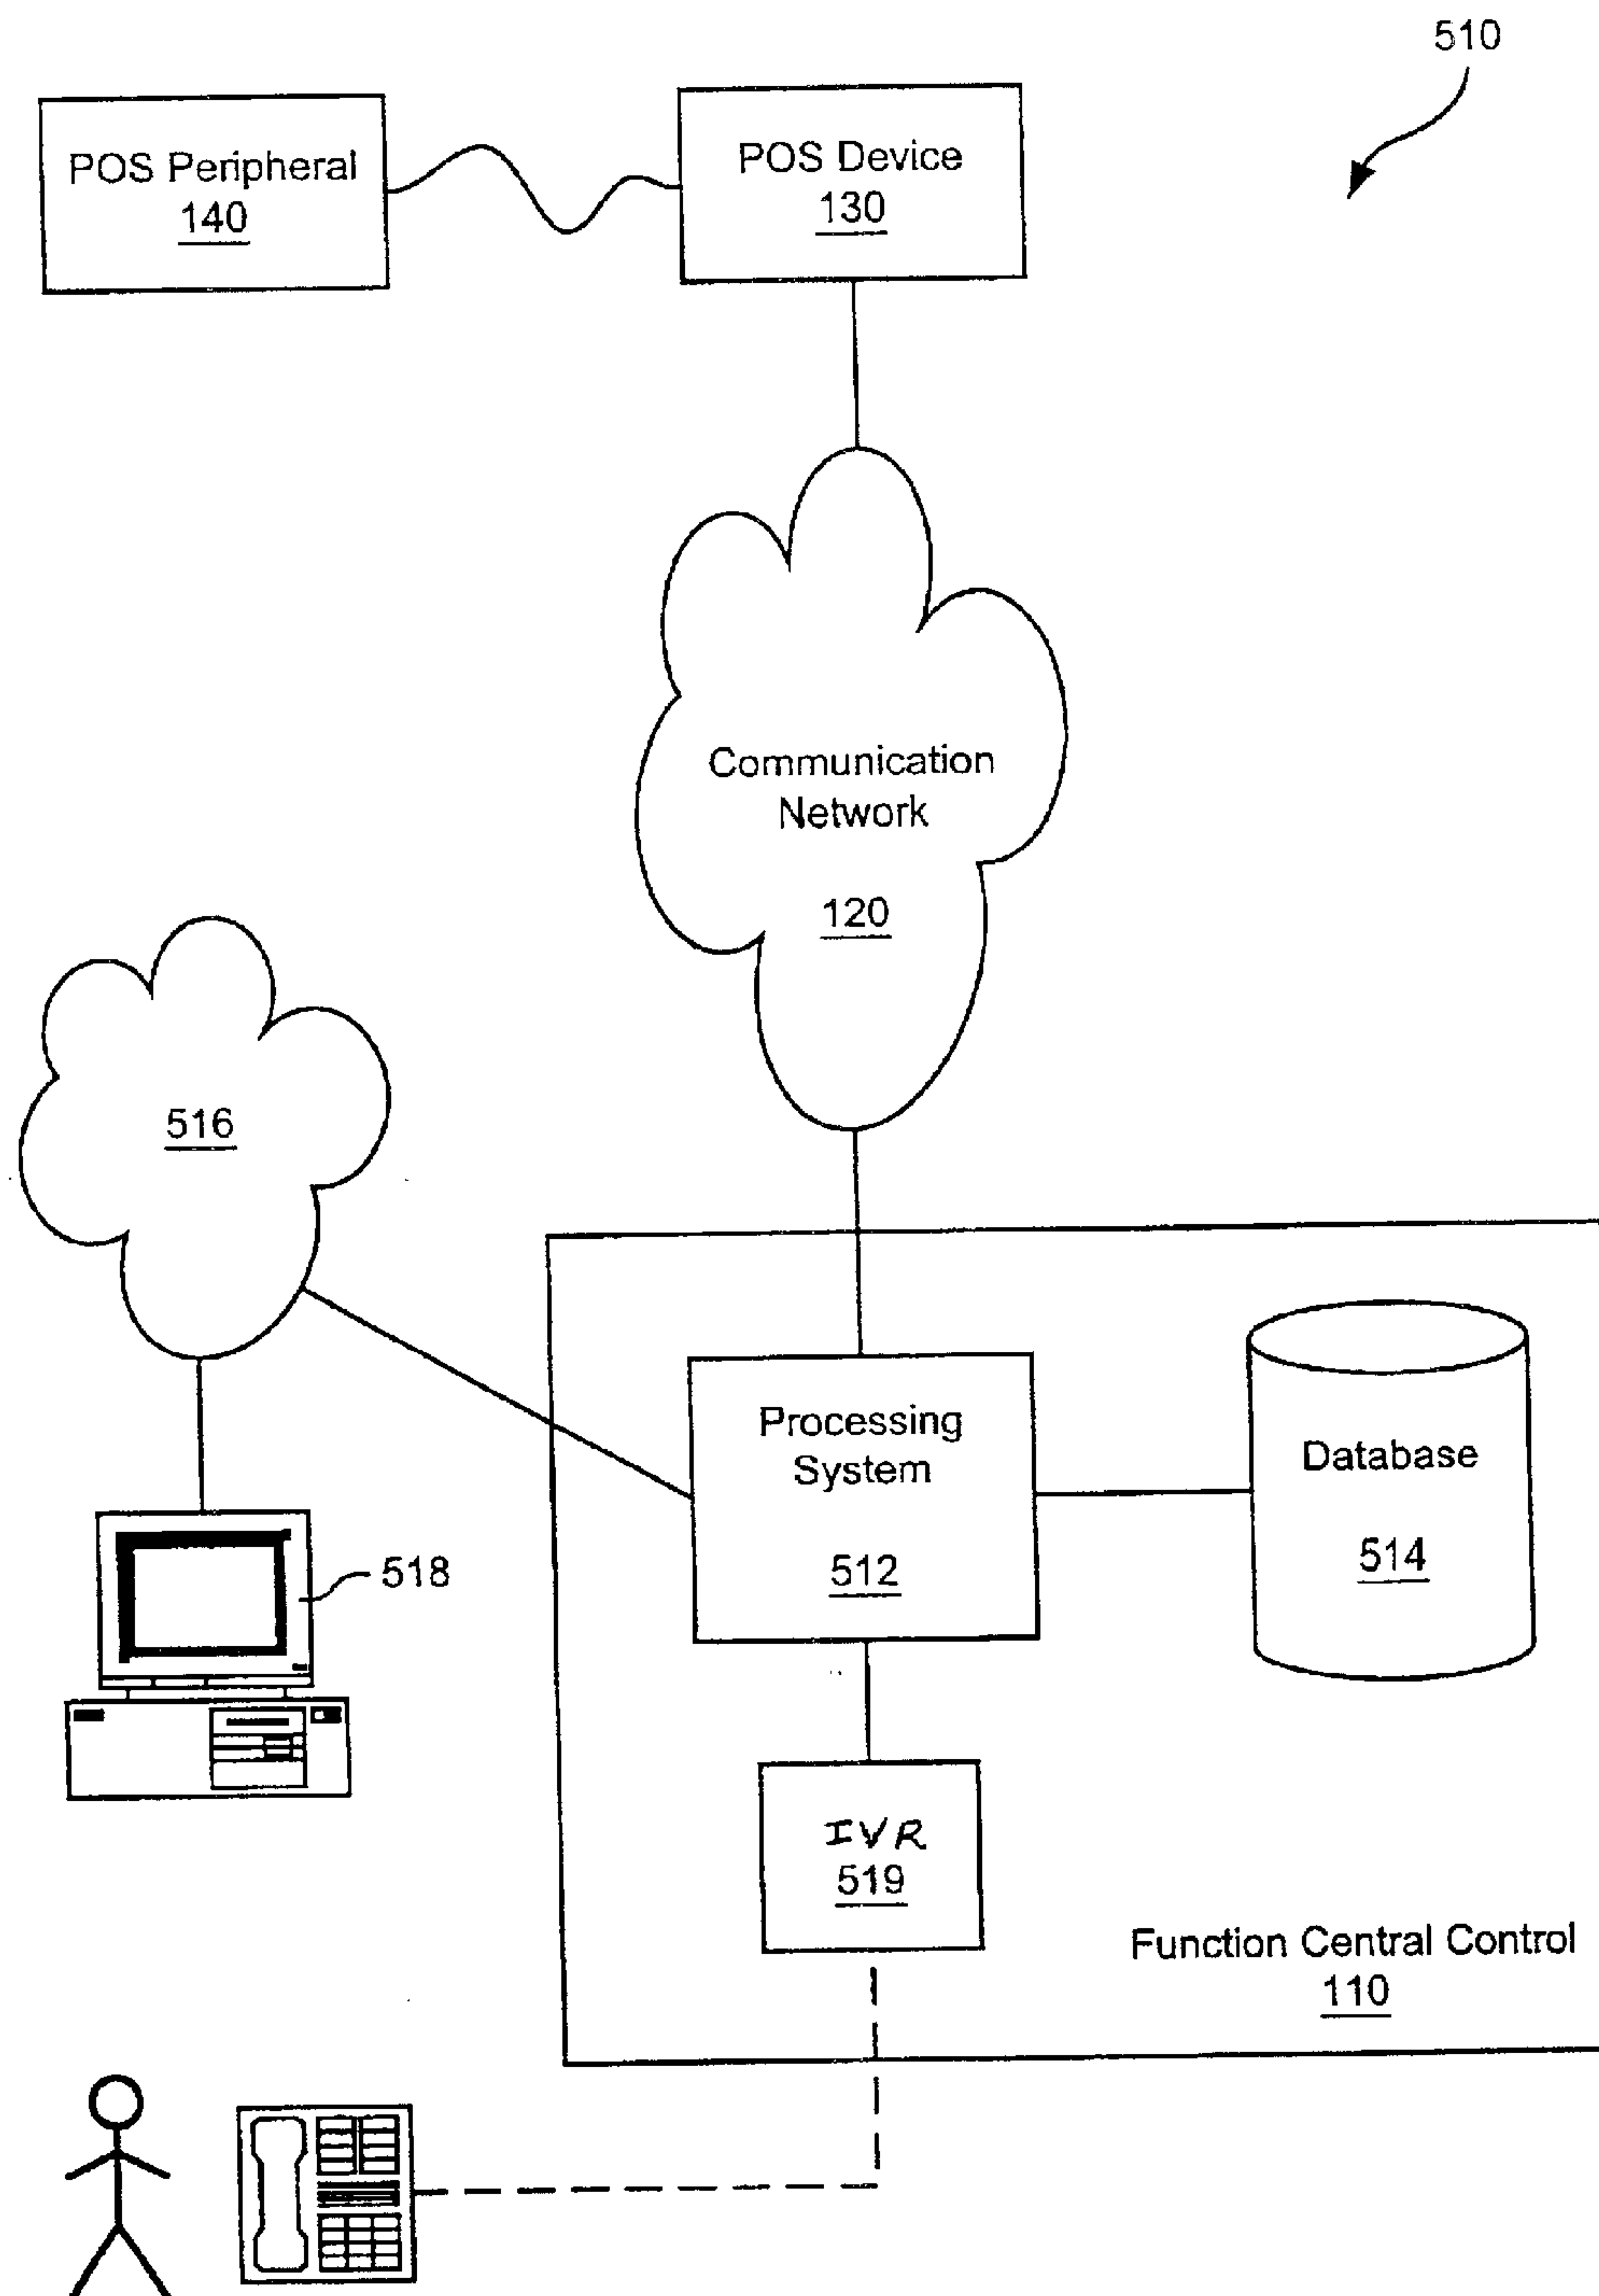 510
POS Peripheral
140
POS Device
130
Communication
Network
120
516
Processing
System
512
Database
514
518
IVR
519
Function Central Control
110